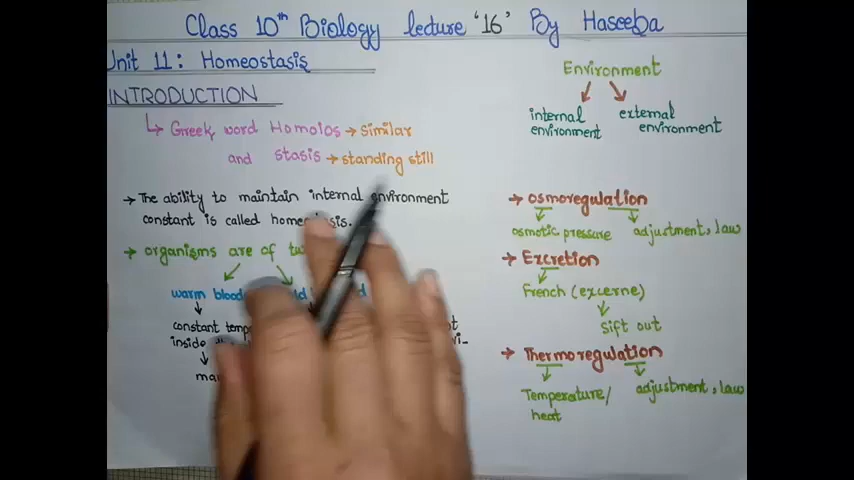 Class 10th Biology lecture '16' By Haseeba
Unit 11: Homeostasis
INTRODUCTION
Greek word Homoios → similar
and stasis → standing still
→ The ability to maintain internal environment
constant is called
→ organisms are of
warm
constant
inside
Environment
internal environment
external environment
→ osmoregulation
osmotic pressure
adjustment, law
→ Excretion
French (excerne)
Sift out
→ Thermoregulation
Temperature/ heat
adjustment, law